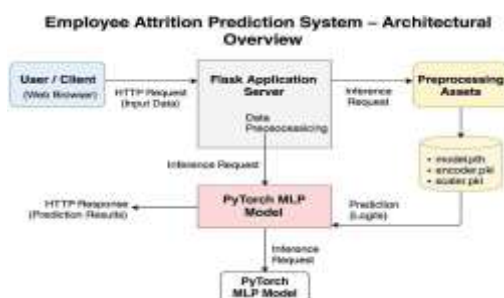 Employee Attrition Prediction System – Architectural
Overview
User / Client
(Web Browser)
HTTP Request
(Input Data)
Flask Application
Server
Data
Preprocessing
Inference
Request
Preprocessing
Assets
• model.pth
• encoder.pkl
• scaler.pkl
Inference Request
HTTP Response
(Prediction Results)
PyTorch MLP
Model
Prediction
(Logits)
Inference
Request
PyTorch
MLP Model